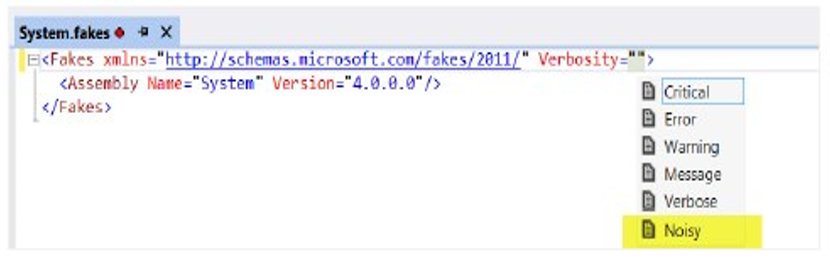 System.fakes
<Fakes xmlns="http://schemas.microsoft.com/fakes/2011/" Verbosity="">
<Assembly Name="System" Version="4.0.0.0"/>
</Fakes>
Critical
Error
Warning
Message
Verbose
Noisy